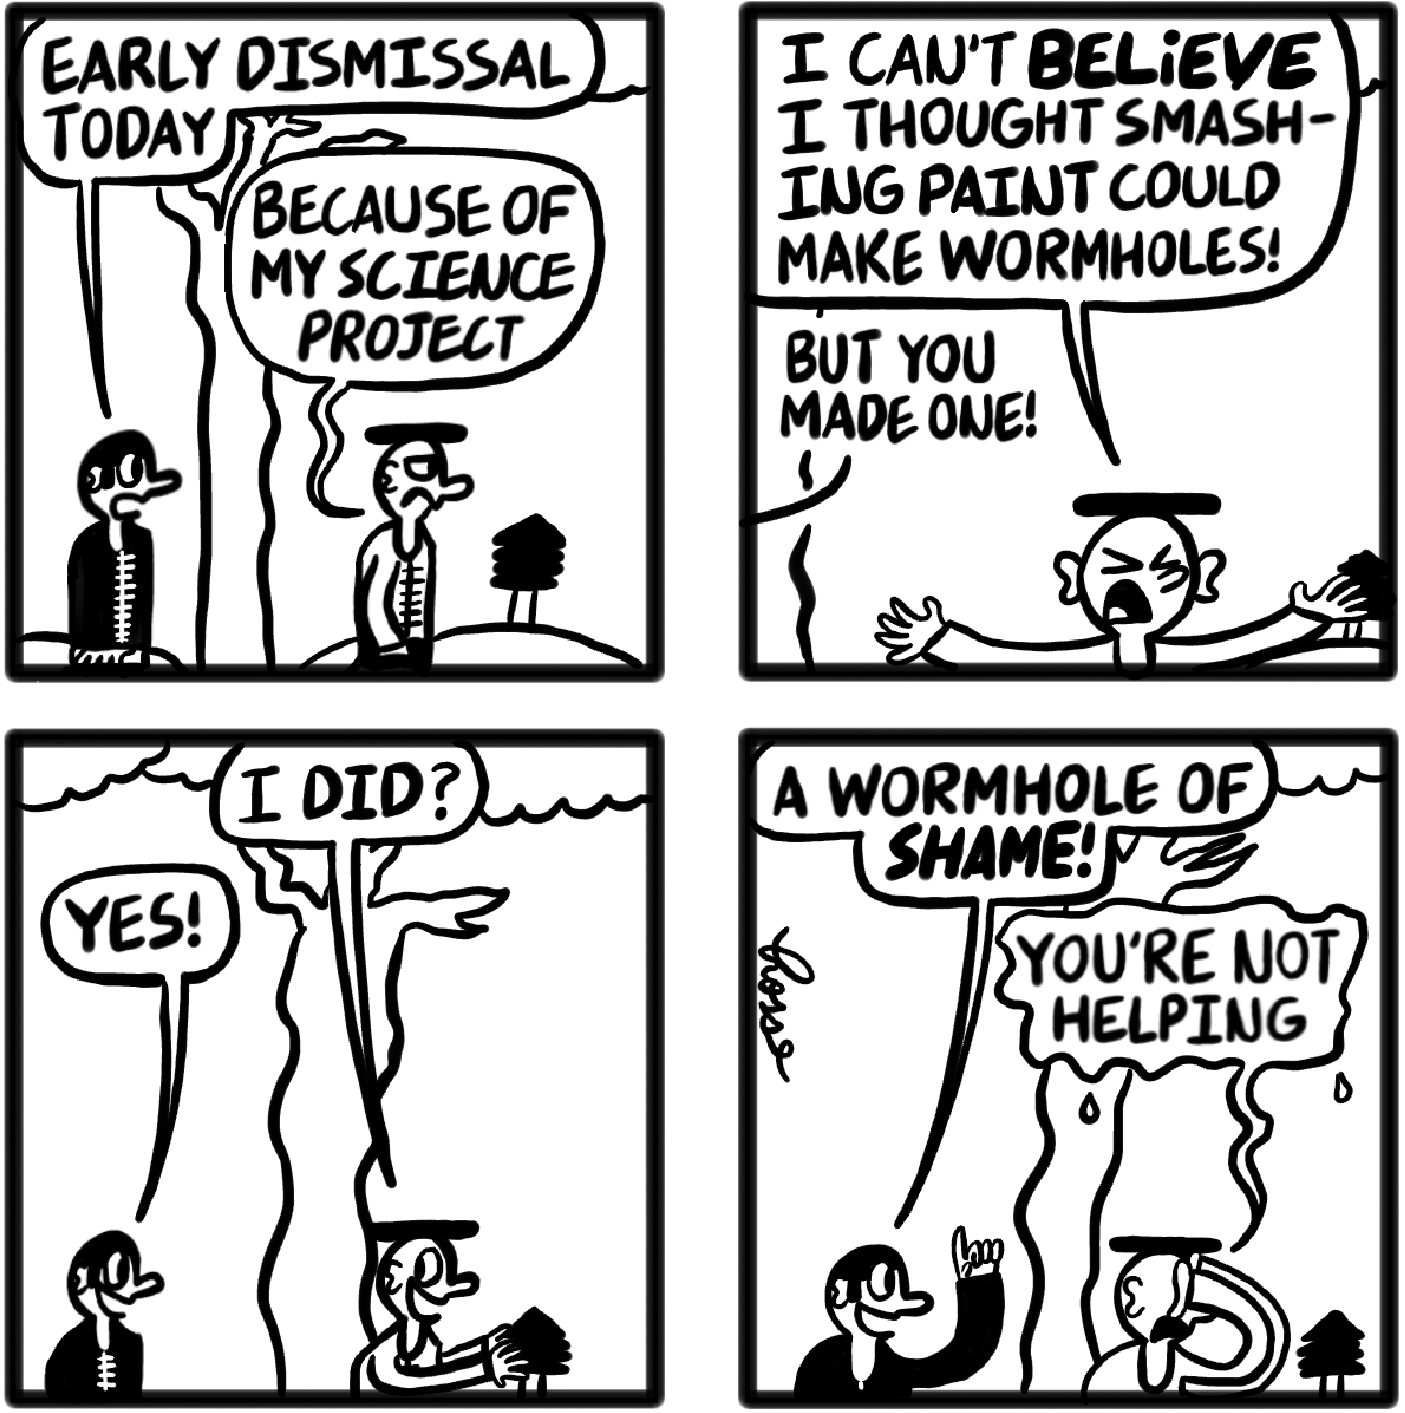 EARLY DISMISSAL
TODAY
BECAUSE OF
MY SCIENCE
PROJECT
I CAN'T BELIEVE
I THOUGHT SMASH-
ING PAINT COULD
MAKE WORMHOLES!
BUT YOU
MADE ONE!
I DID?
YES!
A WORMHOLE OF
SHAME!
YOU'RE NOT
HELPING